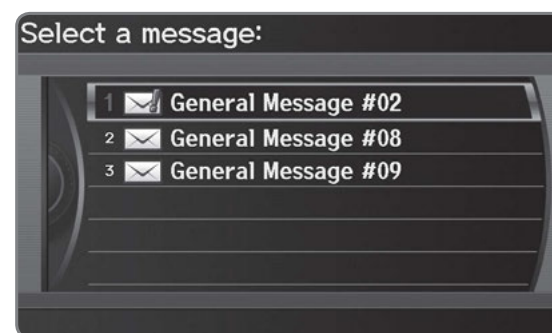 Select a message:
1 General Message #02
2 General Message #08
3 General Message #09